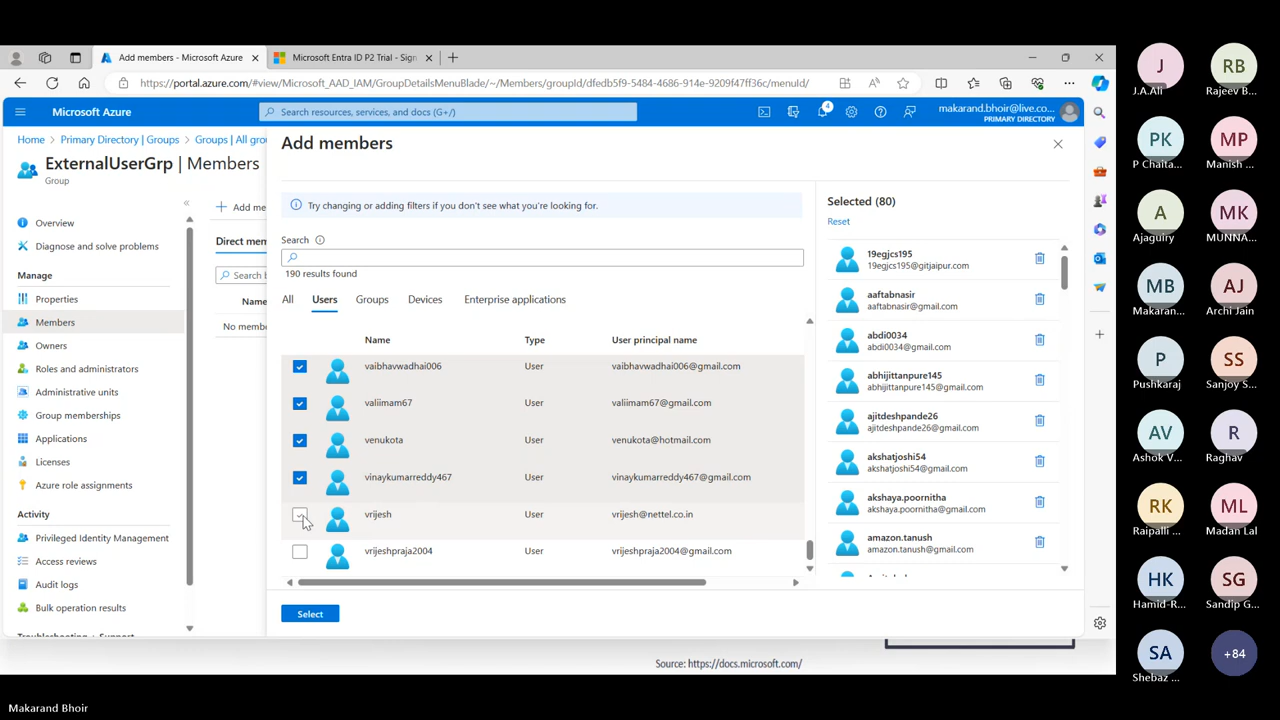 Add members - Microsoft Azure
Microsoft Entra ID P2 Trial - Sign
https://portal.azure.com/#view/Microsoft_AAD_IAM/GroupDetailsMenuBlade/~/Members/groupId/dfedb5f9-5484-4686-914e-9209f47ff36c/menuId/
Microsoft Azure
Search resources, services, and docs (G+/)
4
makarand.bhoir@live.co...
PRIMARY DIRECTORY
Home > Primary Directory | Groups > Groups | All gro
ExternalUserGrp | Members
Group
Overview
Diagnose and solve problems
Manage
Properties
Members
Owners
Roles and administrators
Administrative units
Group memberships
Applications
Licenses
Azure role assignments
Activity
Privileged Identity Management
Access reviews
Audit logs
Bulk operation results
Troubleshooting + Support
Add me
Direct mem
Search b
Name
No membe
Add members
Try changing or adding filters if you don't see what you're looking for.
Search
190 results found
All Users Groups Devices Enterprise applications
Name Type User principal name
vaibhavwadhai006 User vaibhavwadhai006@gmail.com
valiimam67 User valiimam67@gmail.com
venukota User venukota@hotmail.com
vinaykumarreddy467 User vinaykumarreddy467@gmail.com
vrijesh User vrijesh@nettel.co.in
vrijeshpraja2004 User vrijeshpraja2004@gmail.com
Select
Selected (80)
Reset
19egjcs195
19egjcs195@gitjaipur.com
aaftabnasir
aaftabnasir@gmail.com
abdi0034
abdi0034@gmail.com
abhijittanpure145
abhijittanpure145@gmail.com
ajitdeshpande26
ajitdeshpande26@gmail.com
akshatjoshi54
akshatjoshi54@gmail.com
akshaya.poornitha
akshaya.poornitha@gmail.com
amazon.tanush
amazon.tanush@gmail.com
Source: https://docs.microsoft.com/
J RB
J.A.Ali Rajeev B...
PK MP
P Chaita... Manish ...
A MK
Ajaguiry MUNNA...
MB AJ
Makaran... Archi Jain
P SS
Pushkaraj Sanjoy S...
AV R
Ashok V... Raghav
RK ML
Raipalli ... Madan Lal
HK SG
Hamid-R... Sandip G...
SA +84
Shebaz ...
Makarand Bhoir